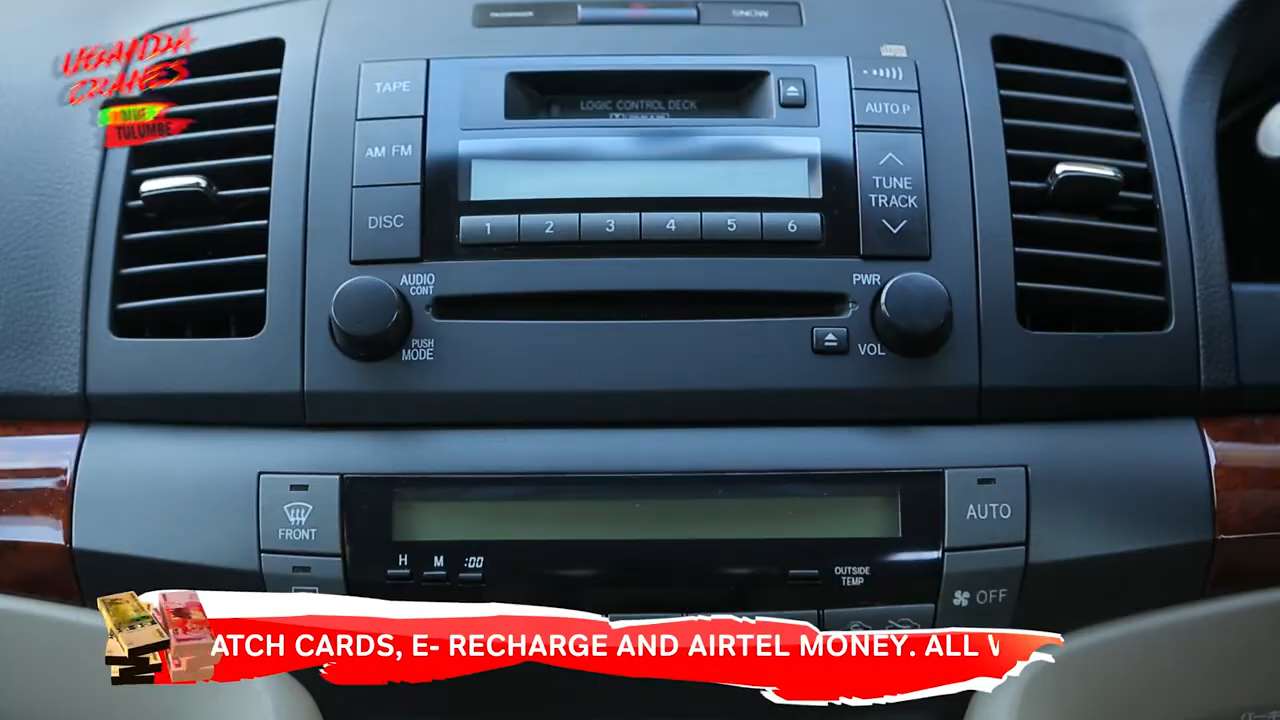 SNOW
UGANDA
CRANES
TULUMBE
TAPE
LOGIC CONTROL DECK
AUTO.P
AM FM
TUNE
TRACK
DISC
1 2 3 4 5 6
AUDIO
CONT
PWR
PUSH
MODE
VOL
FRONT
AUTO
H M :00
OUTSIDE
TEMP
OFF
ATCH CARDS, E- RECHARGE AND AIRTEL MONEY. ALL